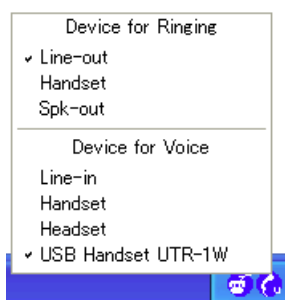 Device for Ringing
Line-out
Handset
Spk-out
Device for Voice
Line-in
Handset
Headset
USB Handset UTR-1W